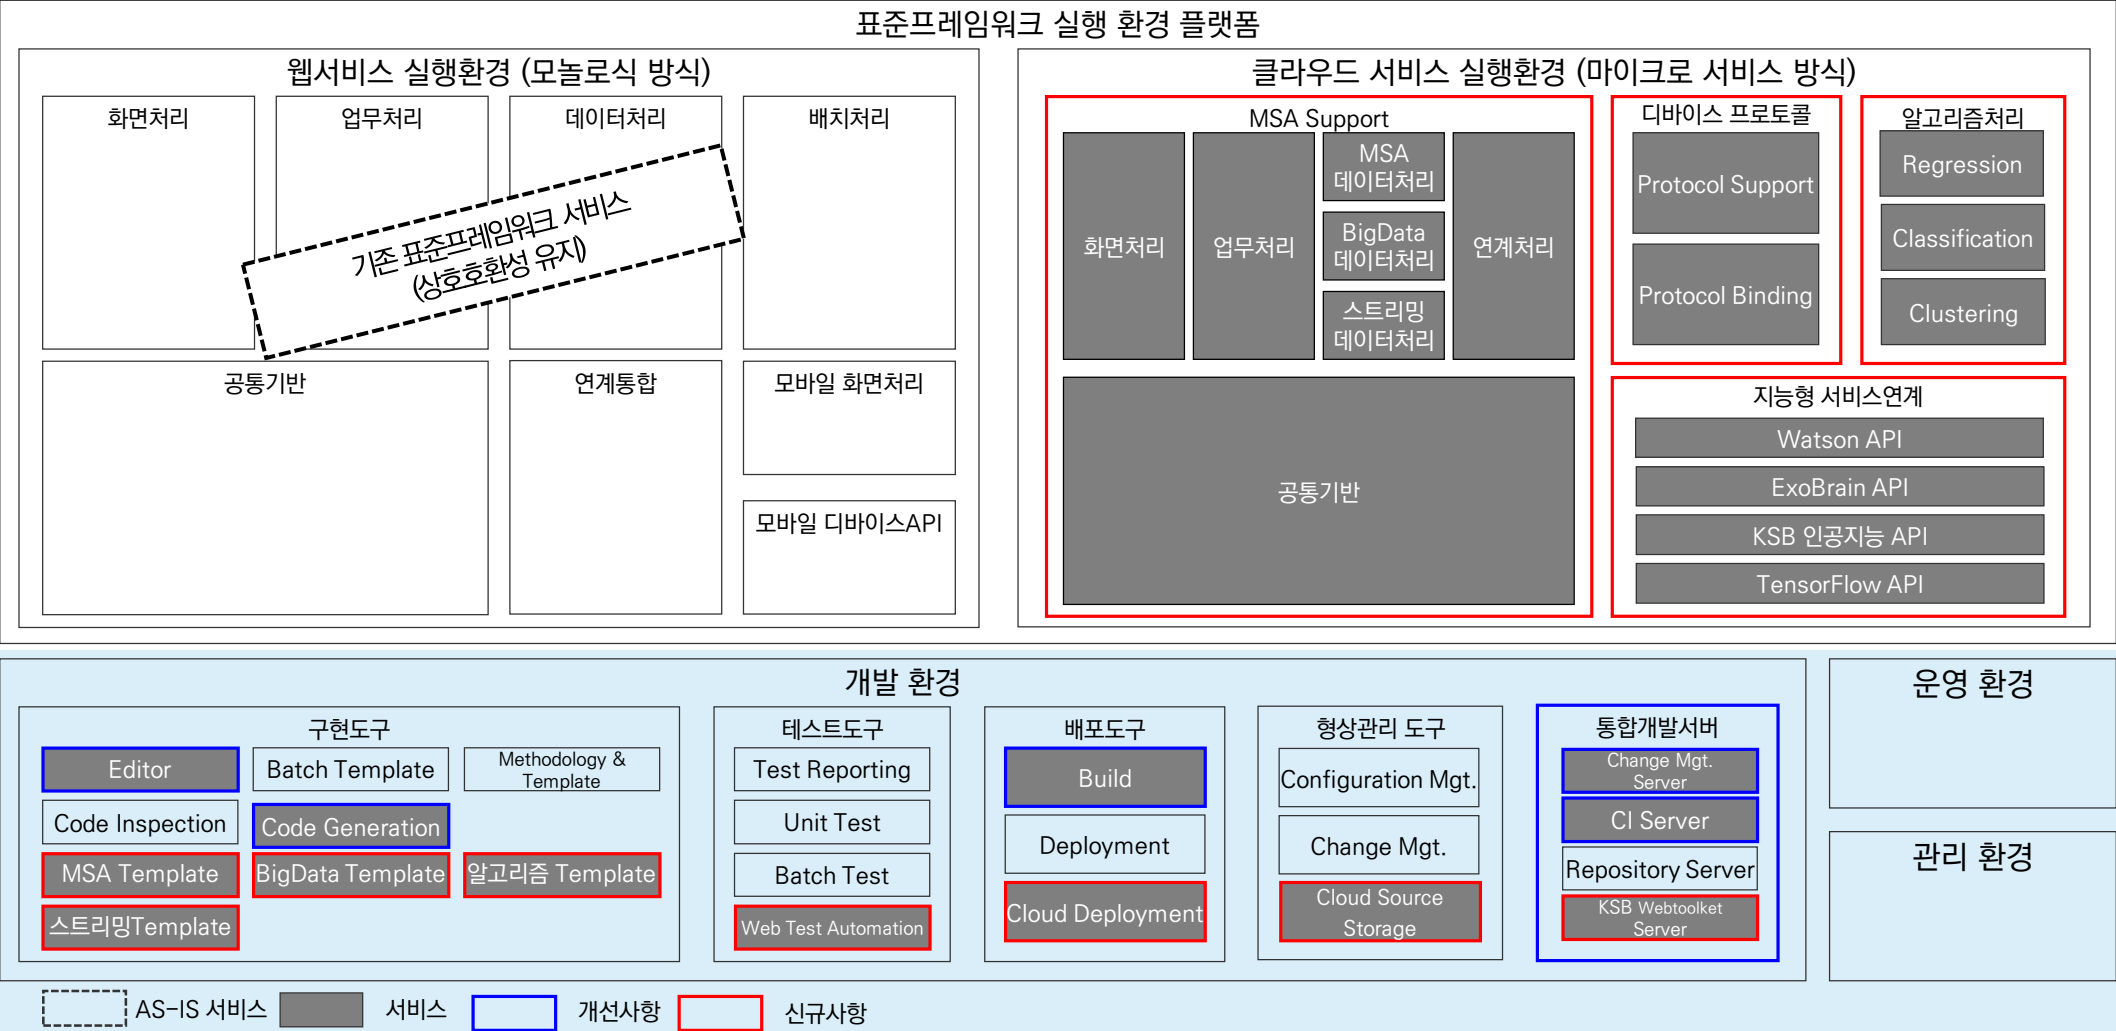 표준프레임워크 실행 환경 플랫폼
웹서비스 실행환경 (모놀로식 방식)
화면처리
업무처리
데이터처리
배치처리
기존 표준프레임워크 서비스
(상호호환성 유지)
공통기반
연계통합
모바일 화면처리
모바일 디바이스API
클라우드 서비스 실행환경 (마이크로 서비스 방식)
MSA Support
화면처리
업무처리
MSA
데이터처리
BigData
데이터처리
스트리밍
데이터처리
연계처리
공통기반
디바이스 프로토콜
Protocol Support
Protocol Binding
알고리즘처리
Regression
Classification
Clustering
지능형 서비스연계
Watson API
ExoBrain API
KSB 인공지능 API
TensorFlow API
개발 환경
구현도구
Editor
Batch Template
Methodology &
Template
Code Inspection
Code Generation
MSA Template
BigData Template
알고리즘 Template
스트리밍Template
테스트도구
Test Reporting
Unit Test
Batch Test
Web Test Automation
배포도구
Build
Deployment
Cloud Deployment
형상관리 도구
Configuration Mgt.
Change Mgt.
Cloud Source
Storage
통합개발서버
Change Mgt.
Server
CI Server
Repository Server
KSB Webtoolket
Server
운영 환경
관리 환경
AS-IS 서비스
서비스
개선사항
신규사항